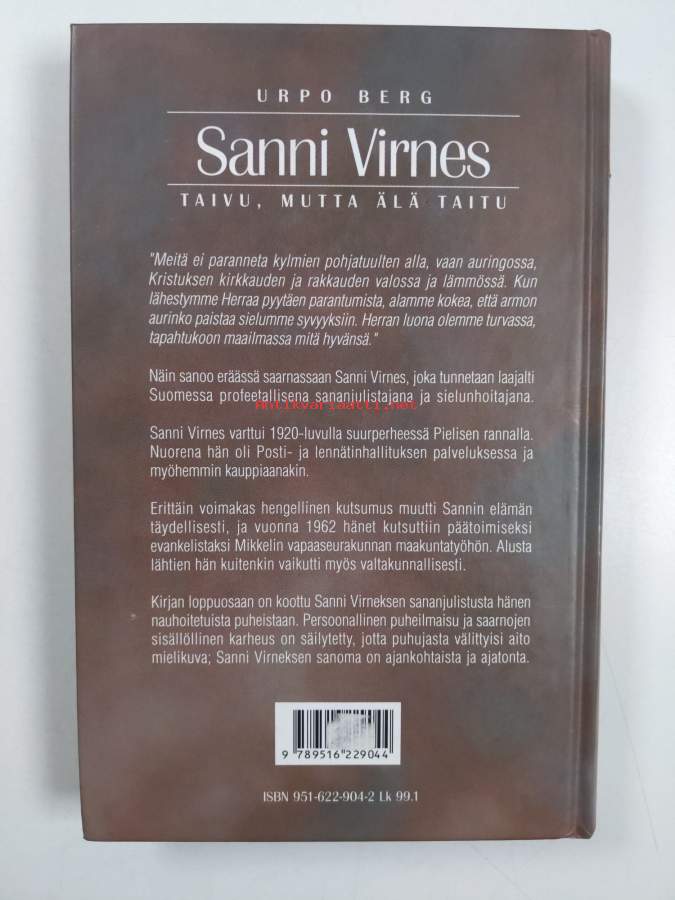 URPO BERG
Sanni Virnes
TAIVU, MUTTA ÄLÄ TAITU
"Meitä ei paranneta kylmien pohjatuulten alla, vaan auringossa,
Kristuksen kirkkauden ja rakkauden valossa ja lämmössä. Kun
lähestymme Herraa pyytäen parantumista, alamme kokea, että armon
aurinko paistaa sielumme syvyyksiin. Herran luona olemme turvassa,
tapahtukoon maailmassa mitä hyvänsä."
Näin sanoo eräässä saarnassaan Sanni Virnes, joka tunnetaan laajalti
Suomessa profeetallisena sananjulistajana ja sielunhoitajana.
Antikvariaatti.net
Sanni Virnes varttui 1920-luvulla suurperheessä Pielisen rannalla.
Nuorena hän oli Posti- ja lennätinhallituksen palveluksessa ja
myöhemmin kauppiaanakin.
Erittäin voimakas hengellinen kutsumus muutti Sannin elämän
täydellisesti, ja vuonna 1962 hänet kutsuttiin päätoimiseksi
evankelistaksi Mikkelin vapaaseurakunnan maakuntatyöhön. Alusta
lähtien hän kuitenkin vaikutti myös valtakunnallisesti.
Kirjan loppuosaan on koottu Sanni Virneksen sananjulistusta hänen
nauhoitetuista puheistaan. Persoonallinen puheilmaisu ja saarnojen
sisällöllinen karheus on säilytetty, jotta puhujasta välittyisi aito
mielikuva; Sanni Virneksen sanoma on ajankohtaista ja ajatonta.
9 789516 229044
ISBN 951-622-904-2 Lk 99.1